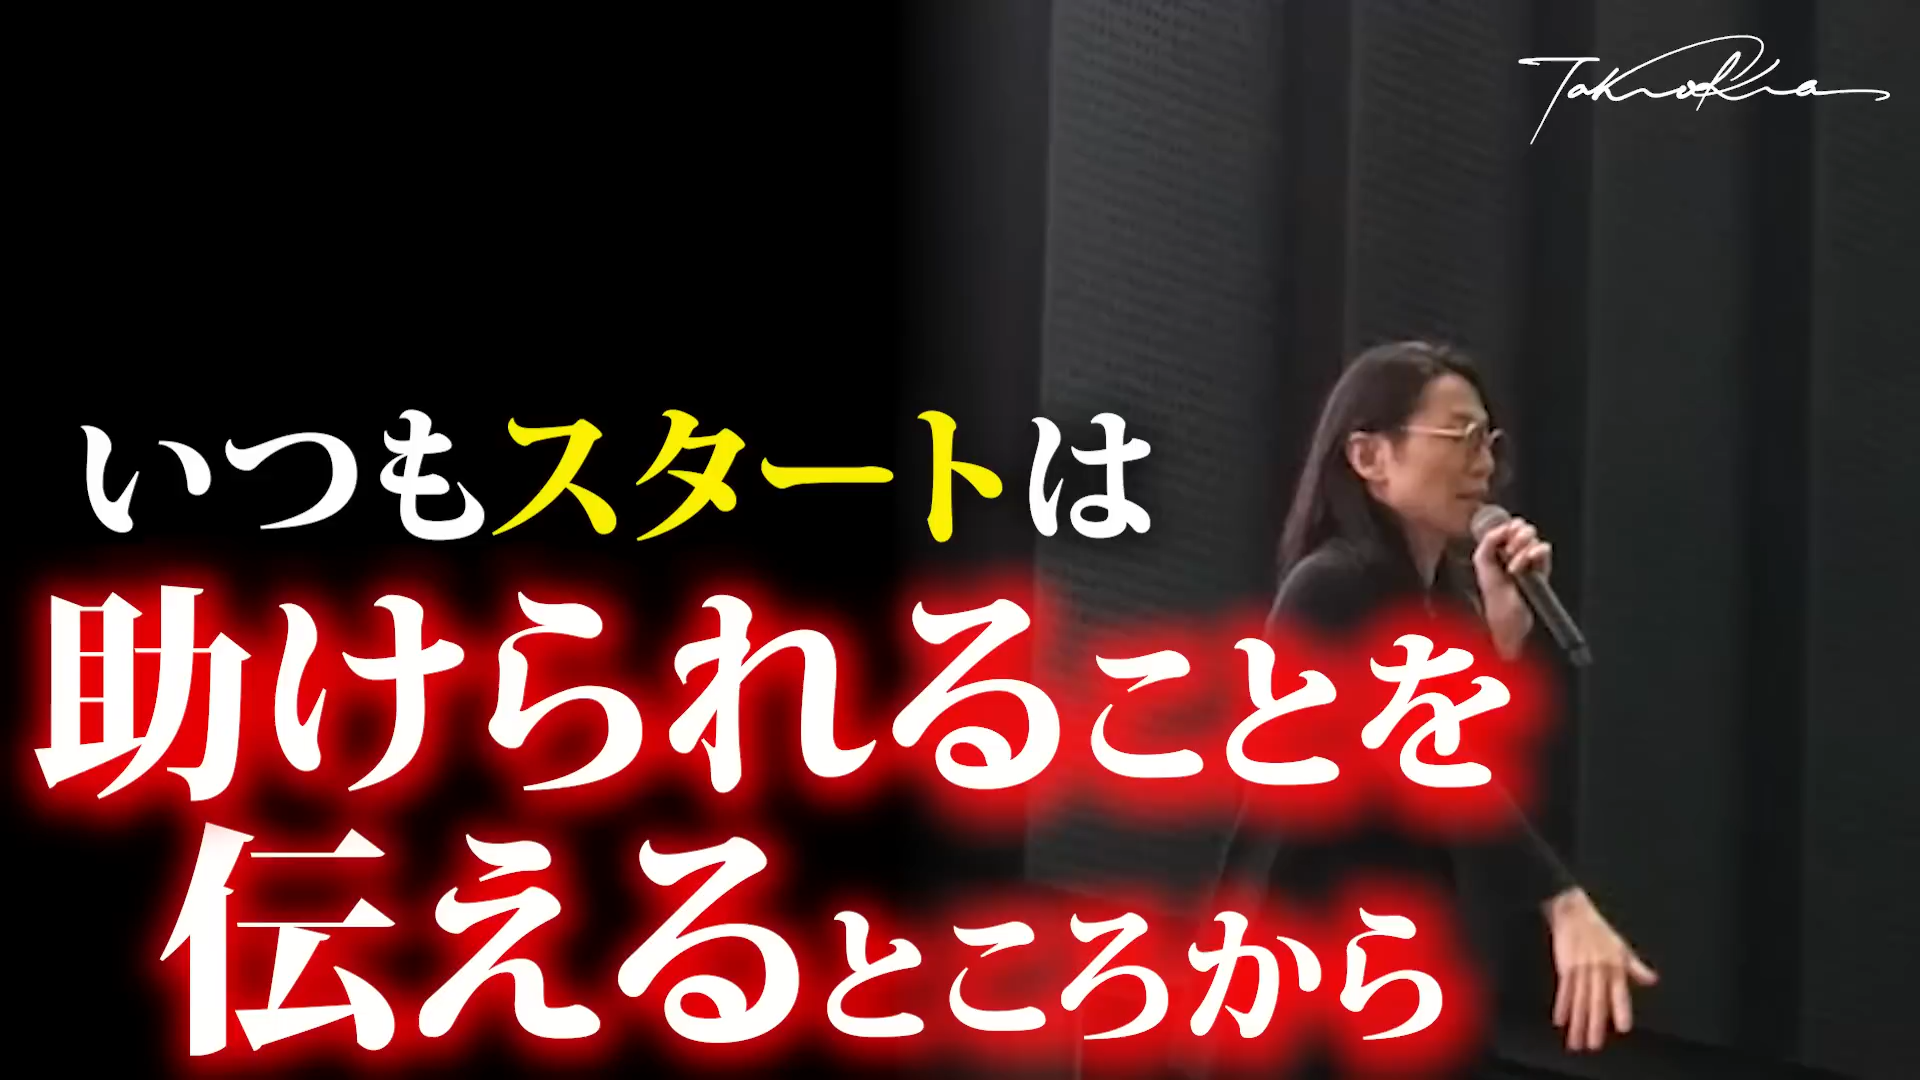 いつもスタートは
助けられることを
伝えるところから